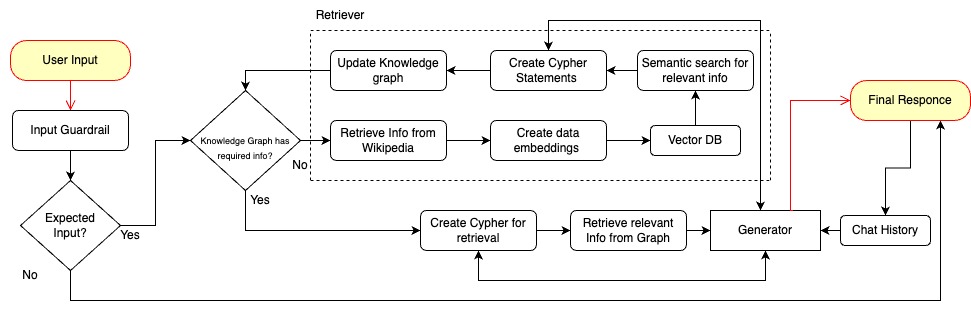 Retriever
User Input
Update Knowledge
graph
Create Cypher
Statements
Semantic search for
relevant info
Final Responce
Input Guardrail
Knowledge Graph has
required info?
Retrieve Info from
Wikipedia
Create data
embeddings
Vector DB
No
Yes
Expected
Input?
Yes
Create Cypher for
retrieval
Retrieve relevant
Info from Graph
Generator
Chat History
No